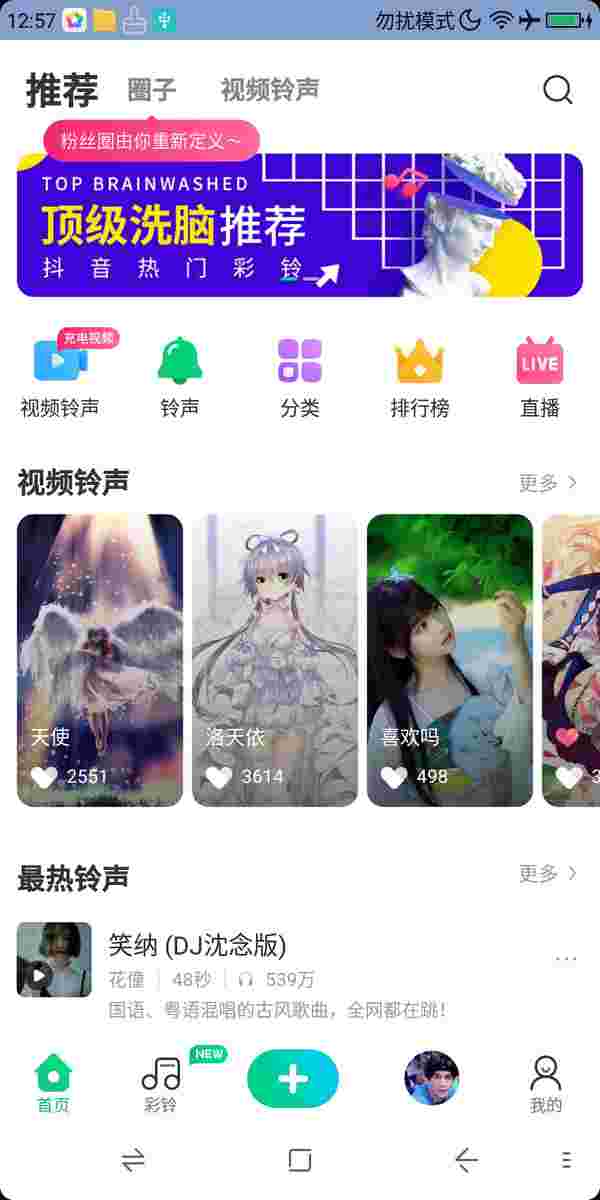 12:57
勿扰模式
推荐
圈子
视频铃声
粉丝圈由你重新定义～
TOP BRAINWASHED
顶级洗脑推荐
抖音热门彩铃
充电视频
LIVE
视频铃声
铃声
分类
排行榜
直播
视频铃声
更多
天使
洛天依
喜欢吗
2551
3614
498
最热铃声
更多
笑纳 (DJ沈念版)
花僮
48秒
539万
国语、粤语混唱的古风歌曲，全网都在跳！
NEW
首页
彩铃
我的